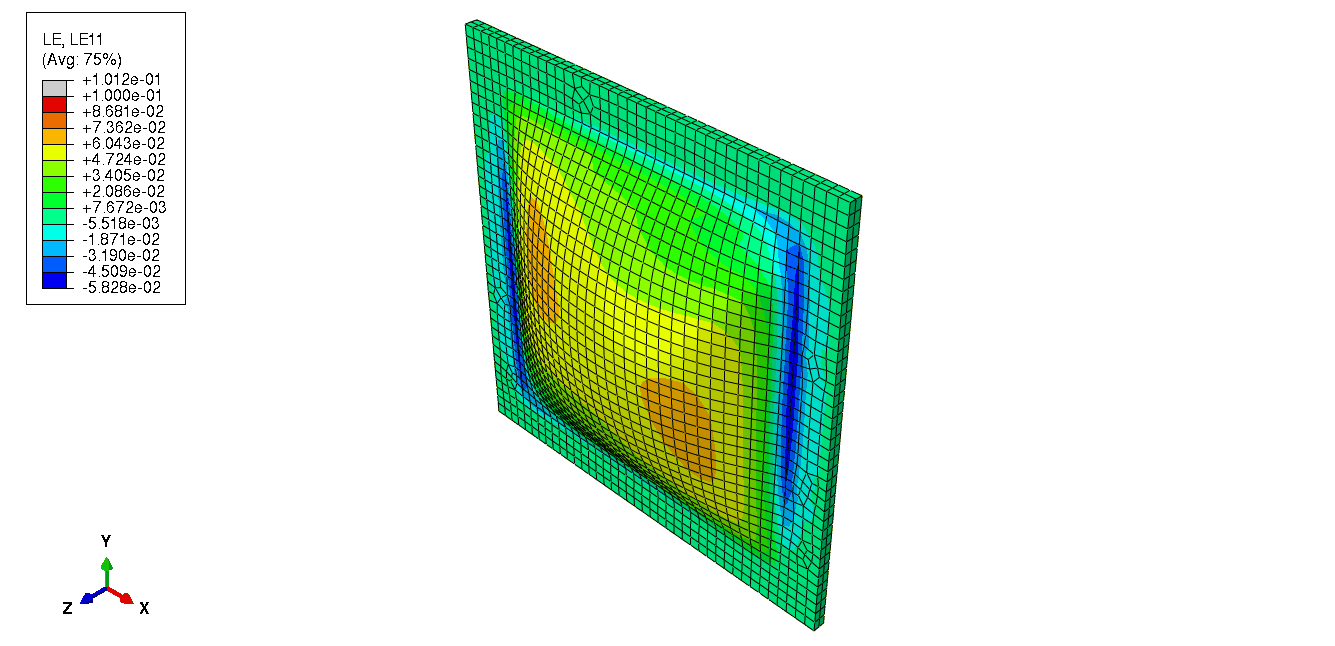 LE, LE11
(Avg: 75%)
+1.012e-01
+1.000e-01
+8.681e-02
+7.362e-02
+6.043e-02
+4.724e-02
+3.405e-02
+2.086e-02
+7.672e-03
-5.518e-03
-1.871e-02
-3.190e-02
-4.509e-02
-5.828e-02
Y
Z X